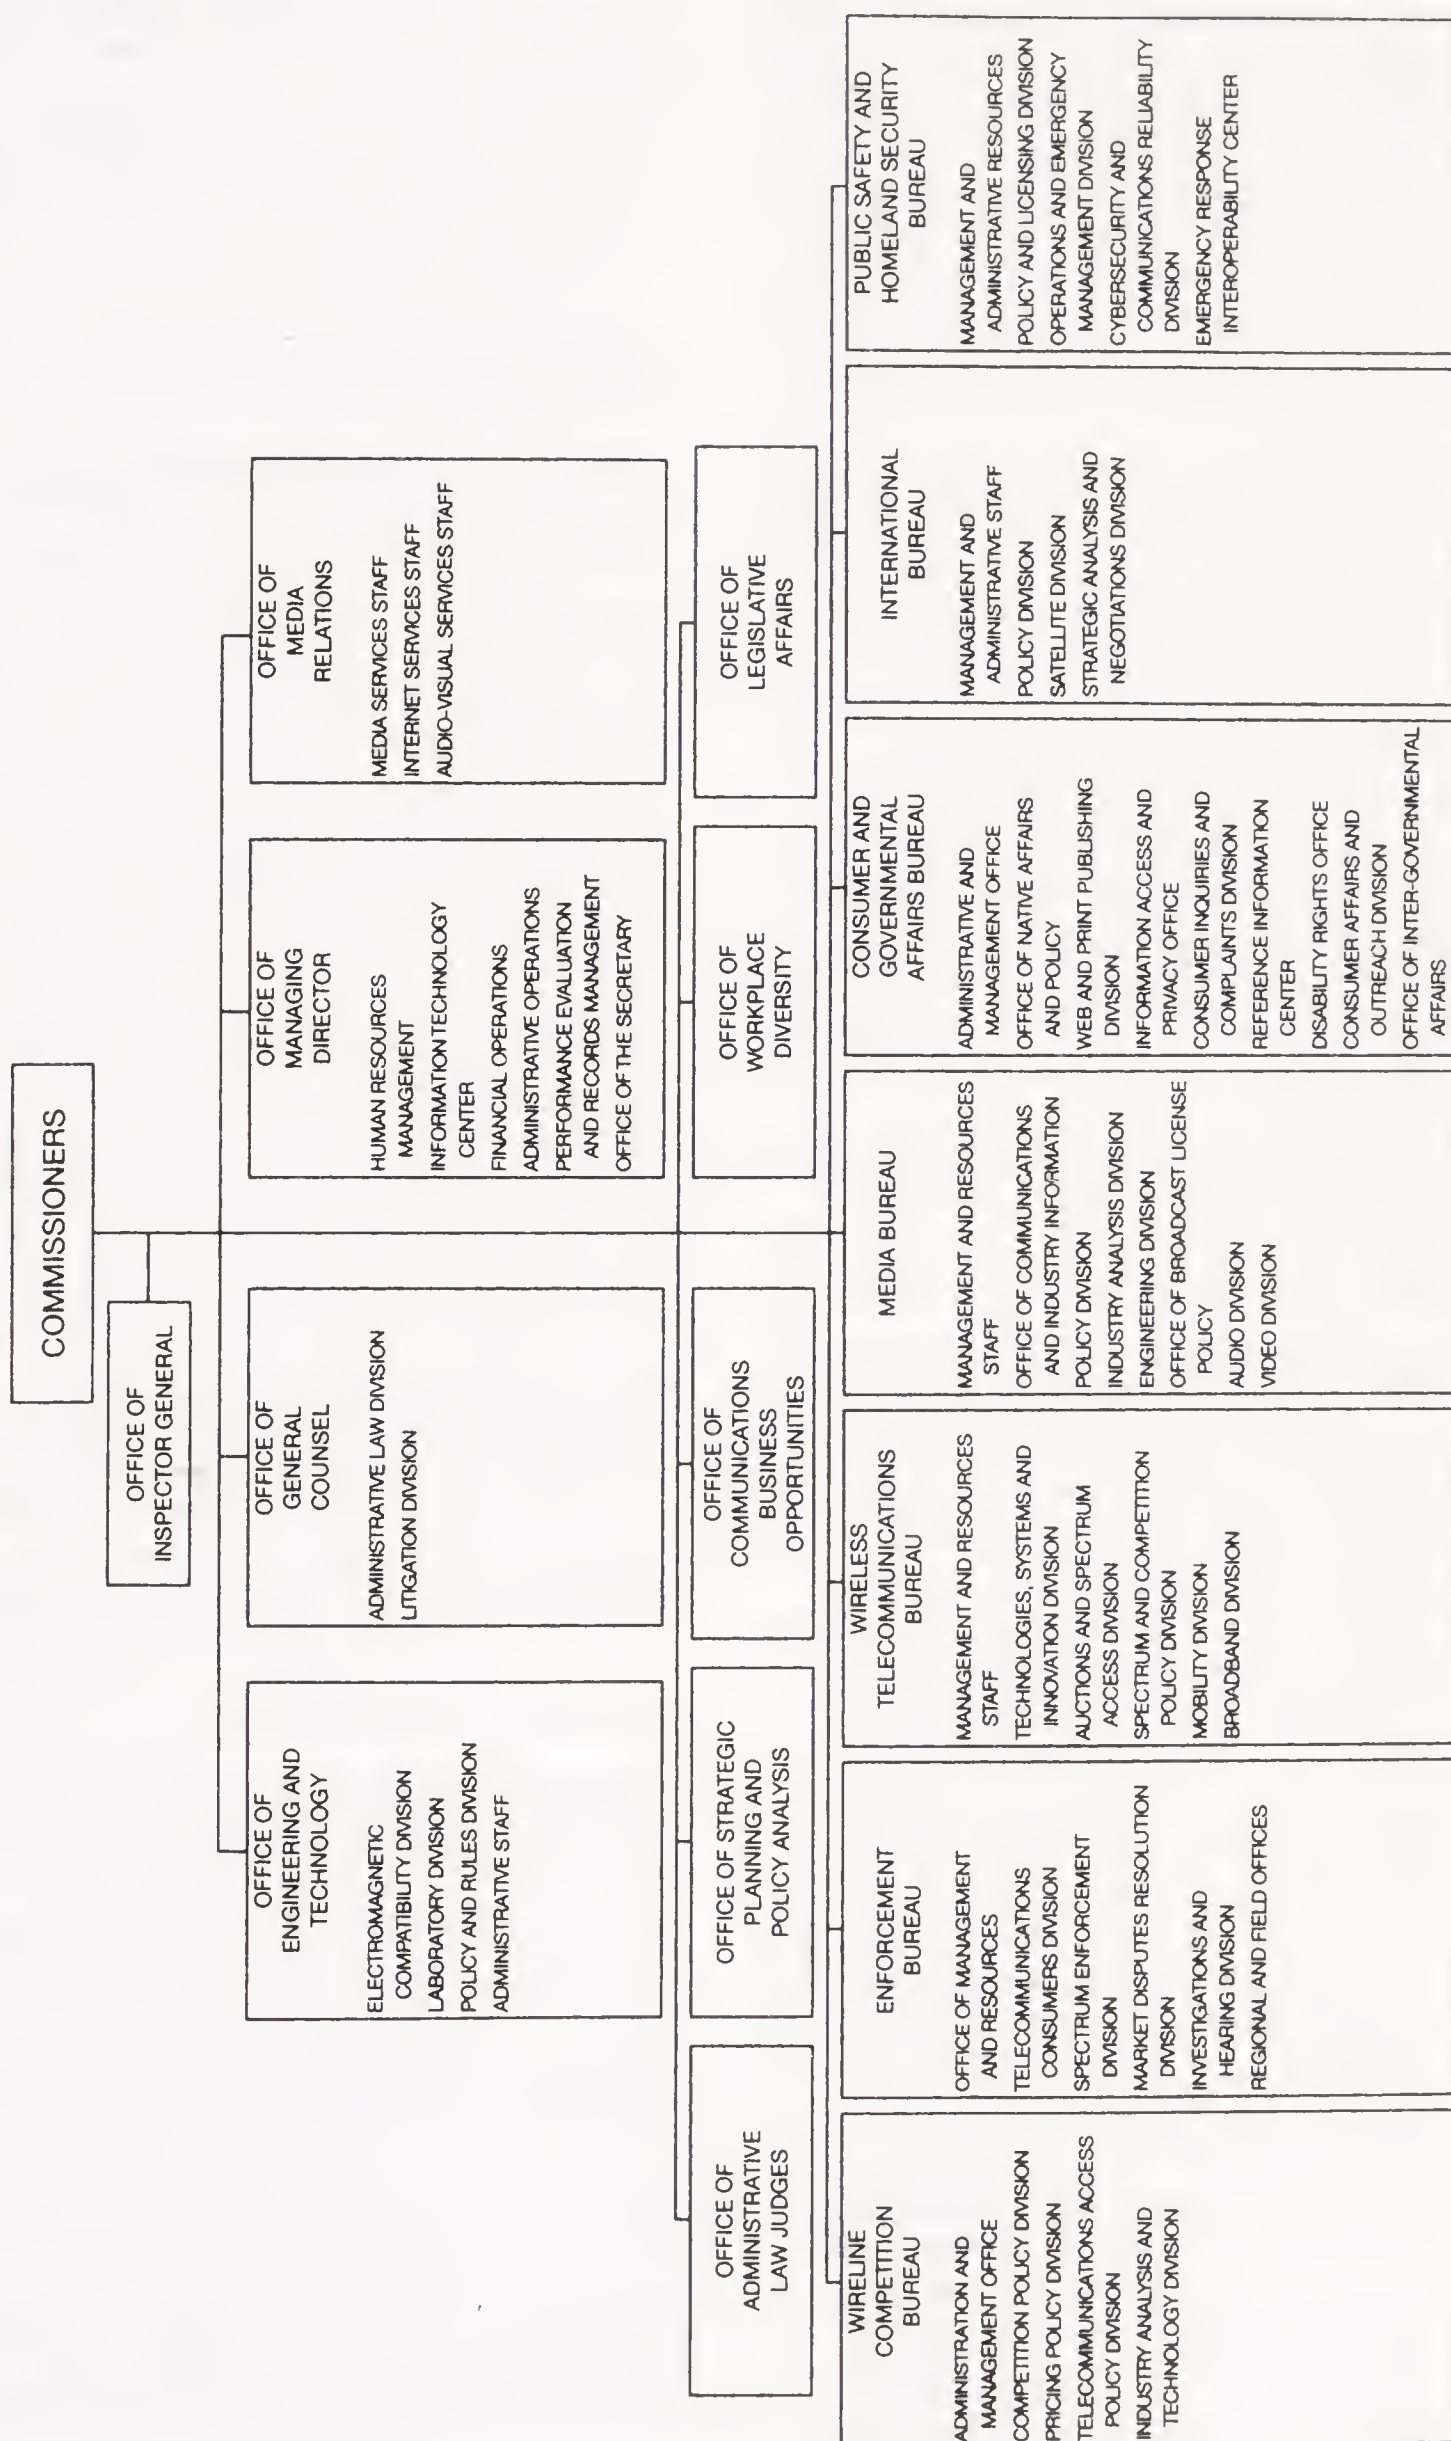 COMMISSIONERS
OFFICE OF
INSPECTOR GENERAL
OFFICE OF
ENGINEERING AND
TECHNOLOGY
ELECTROMAGNETIC
COMPATIBILITY DIVISION
LABORATORY DIVISION
POLICY AND RULES DIVISION
ADMINISTRATIVE STAFF
OFFICE OF
GENERAL
COUNSEL
ADMINISTRATIVE LAW DIVISION
LITIGATION DIVISION
OFFICE OF
MANAGING
DIRECTOR
HUMAN RESOURCES
MANAGEMENT
INFORMATION TECHNOLOGY
CENTER
FINANCIAL OPERATIONS
ADMINISTRATIVE OPERATIONS
PERFORMANCE EVALUATION
AND RECORDS MANAGEMENT
OFFICE OF THE SECRETARY
OFFICE OF
MEDIA
RELATIONS
MEDIA SERVICES STAFF
INTERNET SERVICES STAFF
AUDIO-VISUAL SERVICES STAFF
OFFICE OF
ADMINISTRATIVE
LAW JUDGES
OFFICE OF STRATEGIC
PLANNING AND
POLICY ANALYSIS
OFFICE OF
COMMUNICATIONS
BUSINESS
OPPORTUNITIES
OFFICE OF
WORKPLACE
DIVERSITY
OFFICE OF
LEGISLATIVE
AFFAIRS
WIRELINE
COMPETITION
BUREAU
ADMINISTRATION AND
MANAGEMENT OFFICE
COMPETITION POLICY DIVISION
PRICING POLICY DIVISION
TELECOMMUNICATIONS ACCESS
POLICY DIVISION
INDUSTRY ANALYSIS AND
TECHNOLOGY DIVISION
ENFORCEMENT
BUREAU
OFFICE OF MANAGEMENT
AND RESOURCES
TELECOMMUNICATIONS
CONSUMERS DIVISION
SPECTRUM ENFORCEMENT
DIVISION
MARKET DISPUTES RESOLUTION
DIVISION
INVESTIGATIONS AND
HEARING DIVISION
REGIONAL AND FIELD OFFICES
WIRELESS
TELECOMMUNICATIONS
BUREAU
MANAGEMENT AND RESOURCES
STAFF
TECHNOLOGIES, SYSTEMS AND
INNOVATION DIVISION
AUCTIONS AND SPECTRUM
ACCESS DIVISION
SPECTRUM AND COMPETITION
POLICY DIVISION
MOBILITY DIVISION
BROADBAND DIVISION
MEDIA BUREAU
MANAGEMENT AND RESOURCES
STAFF
OFFICE OF COMMUNICATIONS
AND INDUSTRY INFORMATION
POLICY DIVISION
INDUSTRY ANALYSIS DIVISION
ENGINEERING DIVISION
OFFICE OF BROADCAST LICENSE
POLICY
AUDIO DIVISION
VIDEO DIVISION
CONSUMER AND
GOVERNMENTAL
AFFAIRS BUREAU
ADMINISTRATIVE AND
MANAGEMENT OFFICE
OFFICE OF NATIVE AFFAIRS
AND POLICY
WEB AND PRINT PUBLISHING
DIVISION
INFORMATION ACCESS AND
PRIVACY OFFICE
CONSUMER INQUIRIES AND
COMPLAINTS DIVISION
REFERENCE INFORMATION
CENTER
DISABILITY RIGHTS OFFICE
CONSUMER AFFAIRS AND
OUTREACH DIVISION
OFFICE OF INTER-GOVERNMENTAL
AFFAIRS
INTERNATIONAL
BUREAU
MANAGEMENT AND
ADMINISTRATIVE STAFF
POLICY DIVISION
SATELLITE DIVISION
STRATEGIC ANALYSIS AND
NEGOTIATIONS DIVISION
PUBLIC SAFETY AND
HOMELAND SECURITY
BUREAU
MANAGEMENT AND
ADMINISTRATIVE RESOURCES
POLICY AND LICENSING DIVISION
OPERATIONS AND EMERGENCY
MANAGEMENT DIVISION
CYBERSECURITY AND
COMMUNICATIONS RELIABILITY
DIVISION
EMERGENCY RESPONSE
INTEROPERABILITY CENTER